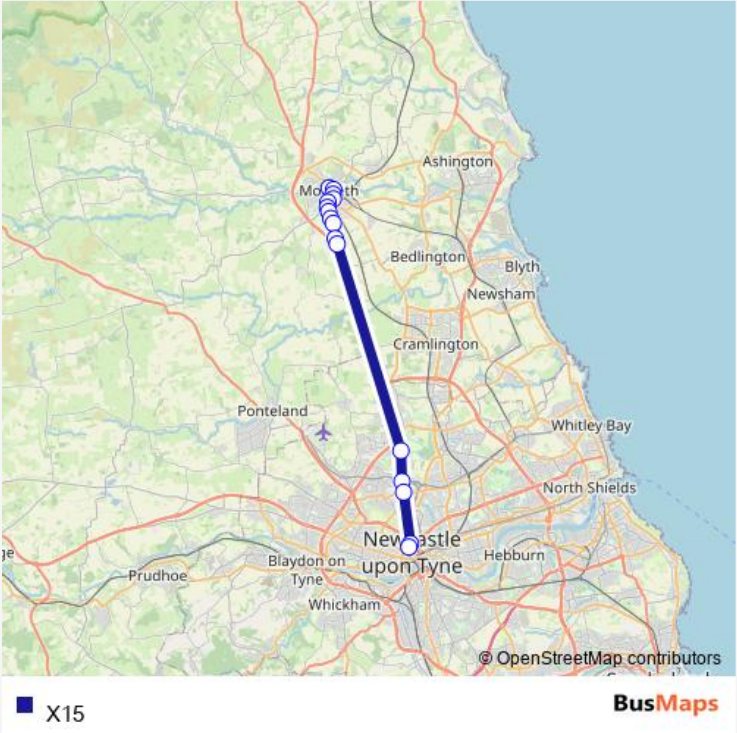 Ashington
Morpeth
Bedlington
Blyth
Newsham
Cramlington
Ponteland
Whitley Bay
North Shields
Newcastle
upon Tyne
Hebburn
Blaydon on
Tyne
Prudhoe
Whickham
© OpenStreetMap contributors
X15
BusMaps